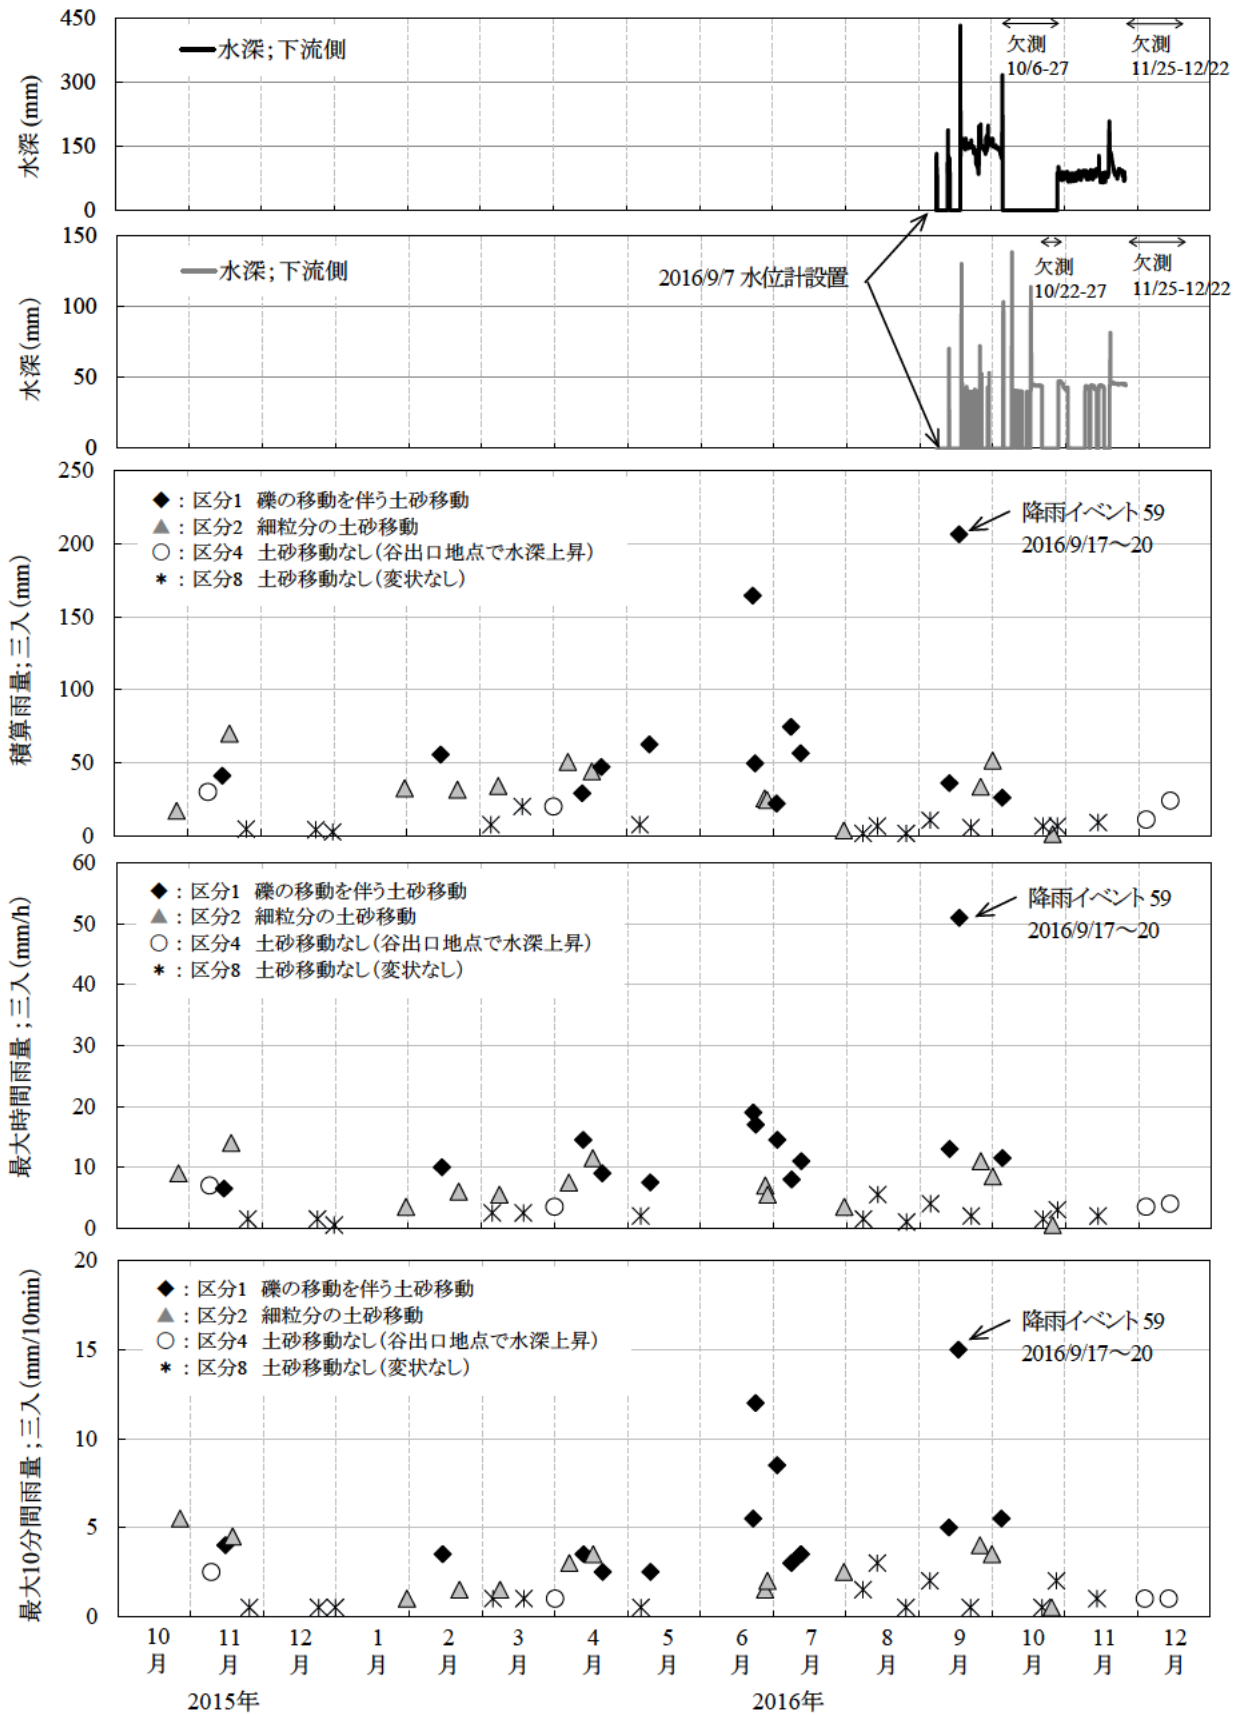 450
300
150
0
水深(mm)
水深;下流側
欠測
10/6-27
欠測
11/25-12/22
150
100
50
0
水深(mm)
水深;下流側
2016/9/7 水位計設置
欠測
10/22-27
欠測
11/25-12/22
250
200
150
100
50
0
積算雨量;三入(mm)
◆:区分1 礫の移動を伴う土砂移動
▲:区分2 細粒分の土砂移動
○:区分4 土砂移動なし(谷出口地点で水深上昇)
*:区分8 土砂移動なし(変状なし)
降雨イベント59
2016/9/17~20
60
50
40
30
20
10
0
最大時間雨量;三入(mm/h)
◆:区分1 礫の移動を伴う土砂移動
▲:区分2 細粒分の土砂移動
○:区分4 土砂移動なし(谷出口地点で水深上昇)
*:区分8 土砂移動なし(変状なし)
降雨イベント59
2016/9/17~20
20
15
10
5
0
最大10分間雨量;三入(mm/10min)
◆:区分1 礫の移動を伴う土砂移動
▲:区分2 細粒分の土砂移動
○:区分4 土砂移動なし(谷出口地点で水深上昇)
*:区分8 土砂移動なし(変状なし)
降雨イベント59
2016/9/17~20
10 11 12 1 2 3 4 5 6 7 8 9 10 11 12
月 月 月 月 月 月 月 月 月 月 月 月 月 月 月
2015年 2016年